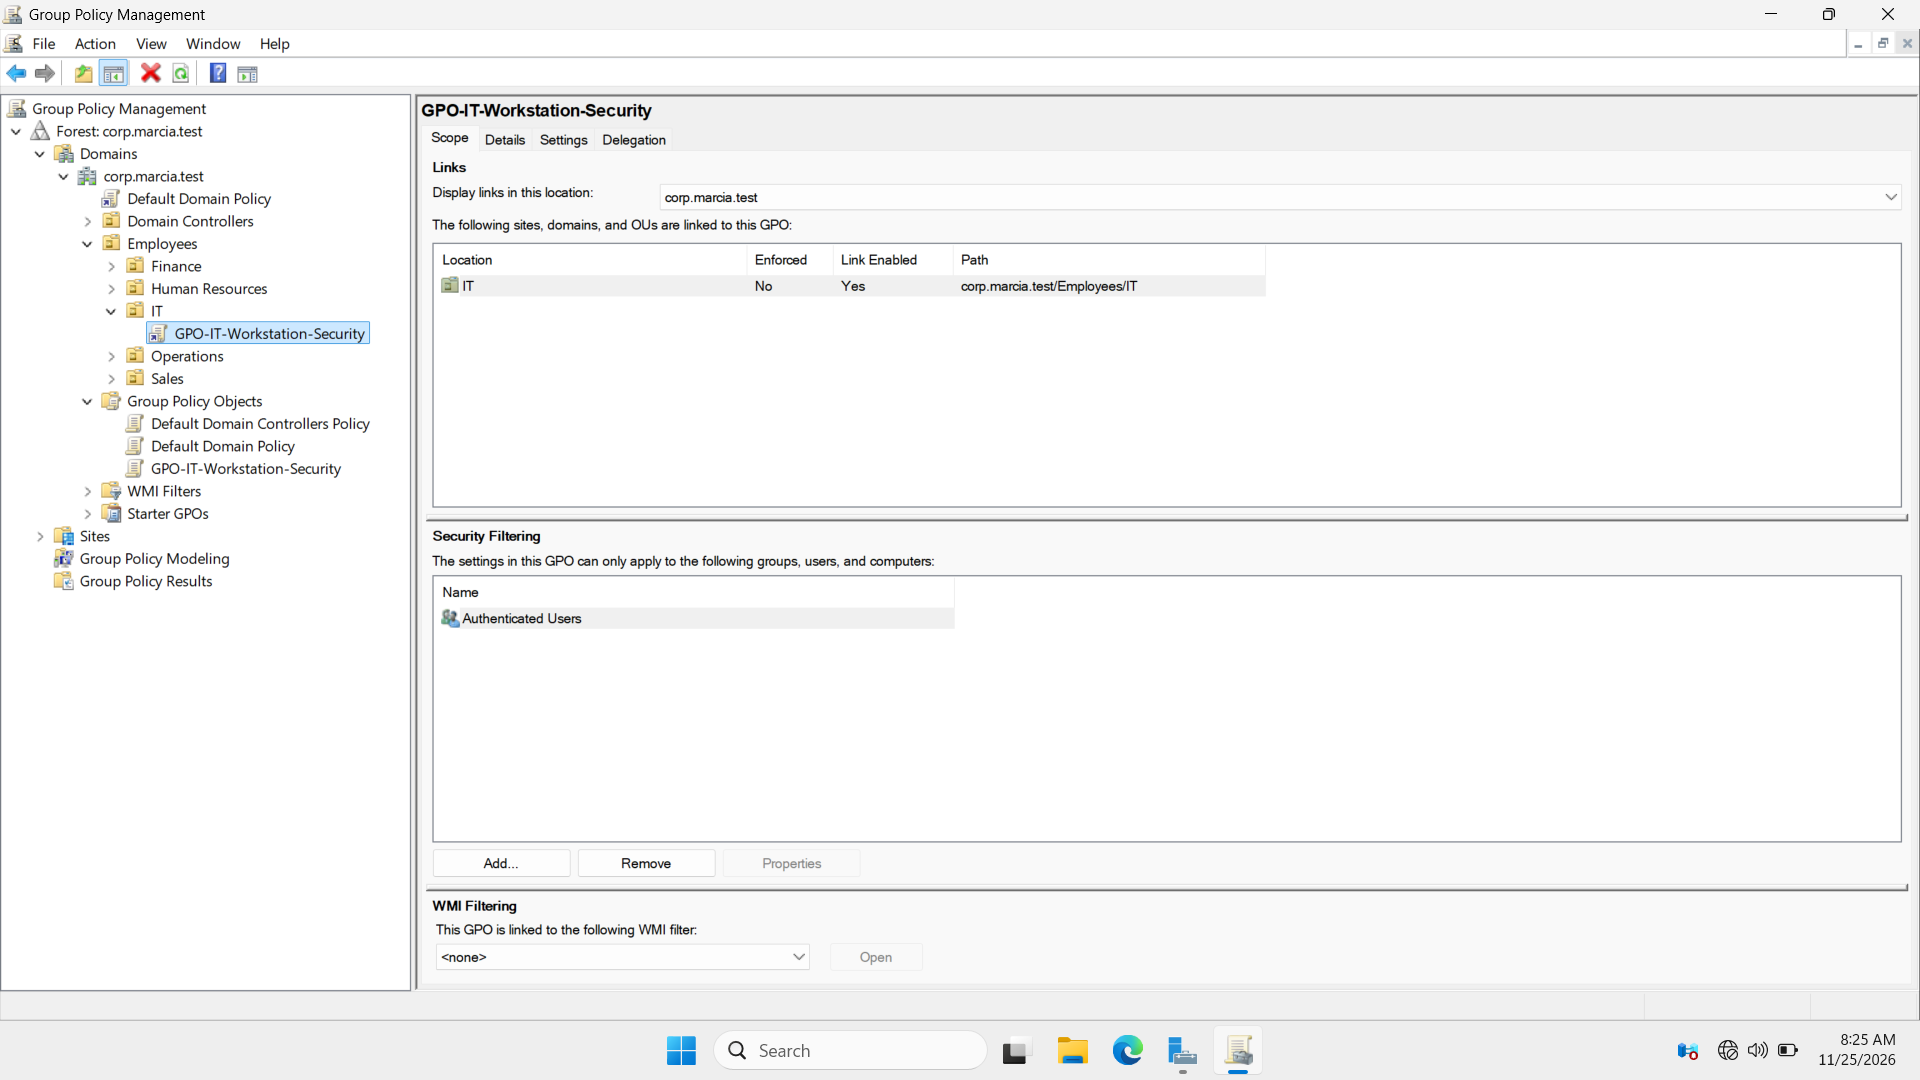 Group Policy Management
File Action View Window Help
Group Policy Management
Forest: corp.marcia.test
Domains
corp.marcia.test
Default Domain Policy
Domain Controllers
Employees
Finance
Human Resources
IT
GPO-IT-Workstation-Security
Operations
Sales
Group Policy Objects
Default Domain Controllers Policy
Default Domain Policy
GPO-IT-Workstation-Security
WMI Filters
Starter GPOs
Sites
Group Policy Modeling
Group Policy Results
GPO-IT-Workstation-Security
Scope Details Settings Delegation
Links
Display links in this location: corp.marcia.test
The following sites, domains, and OUs are linked to this GPO:
Location Enforced Link Enabled Path
IT No Yes corp.marcia.test/Employees/IT
Security Filtering
The settings in this GPO can only apply to the following groups, users, and computers:
Name
Authenticated Users
Add... Remove Properties
WMI Filtering
This GPO is linked to the following WMI filter:
<none> Open
Search
8:25 AM
11/25/2026